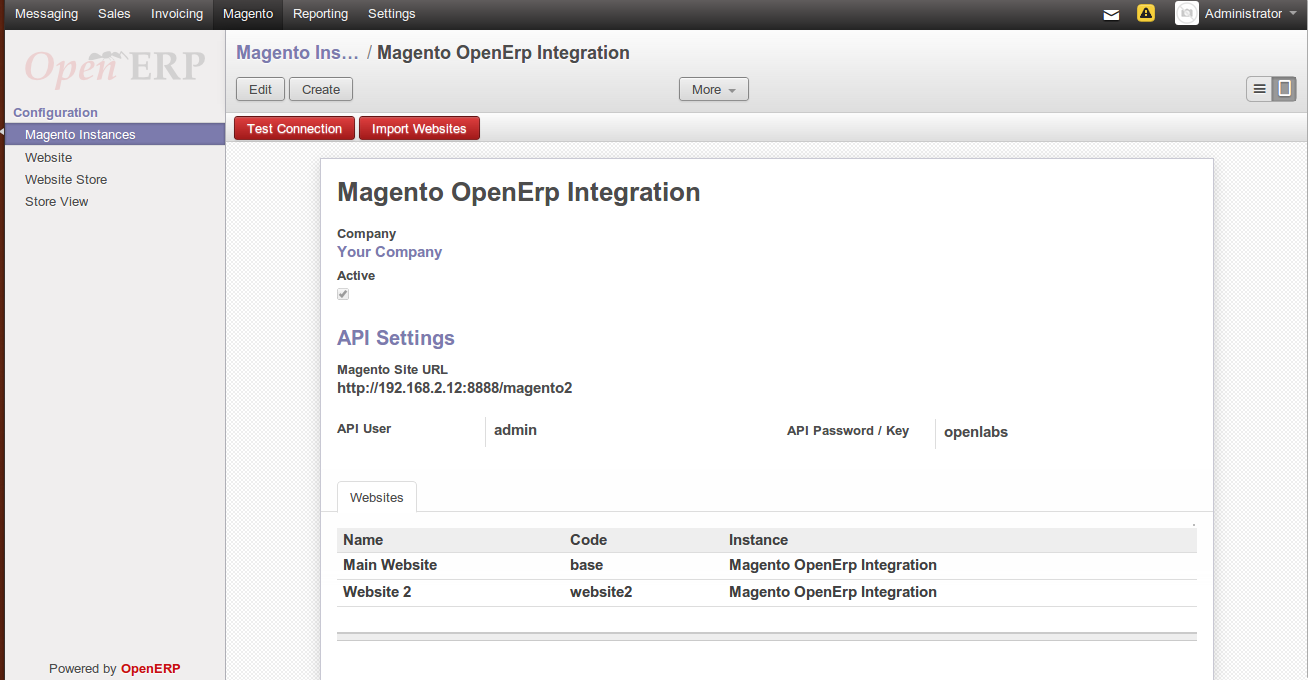 Messaging Sales Invoicing Magento Reporting Settings Administrator
OpenERP
Magento Ins... / Magento OpenErp Integration
Edit Create More
Configuration
Magento Instances
Website
Website Store
Store View
Test Connection Import Websites
Magento OpenErp Integration
Company
Your Company
Active
API Settings
Magento Site URL
http://192.168.2.12:8888/magento2
API User admin API Password / Key openlabs
Websites
Name Code Instance
Main Website base Magento OpenErp Integration
Website 2 website2 Magento OpenErp Integration
Powered by OpenERP